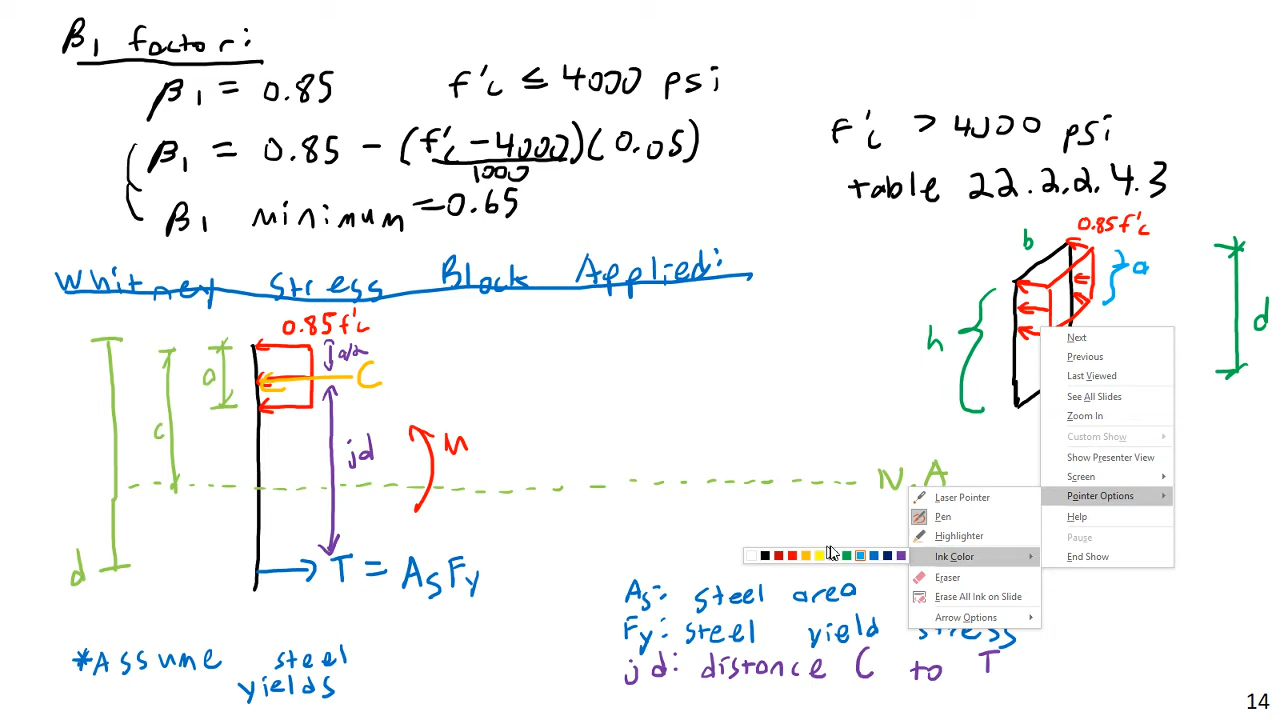 β₁ factor:
β₁ = 0.85 f'c ≤ 4000 psi
β₁ = 0.85 - (f'c - 4000)(0.05)
1000
f'c > 4000 psi
β₁ minimum = 0.65
table 22.2.2.4.3
Whitney Stress Block Applied:
0.85f'c
a/2
a
C
c
jd
M
d
T = AsFy
N.A
0.85f'c
b
a
h
d
*Assume steel
yields
As: steel area
Fy: steel yield stress
jd: distance C to T
Next
Previous
Last Viewed
See All Slides
Zoom In
Custom Show
Show Presenter View
Screen
Pointer Options
Help
Pause
End Show
Laser Pointer
Pen
Highlighter
Ink Color
Eraser
Erase All Ink on Slide
Arrow Options
14